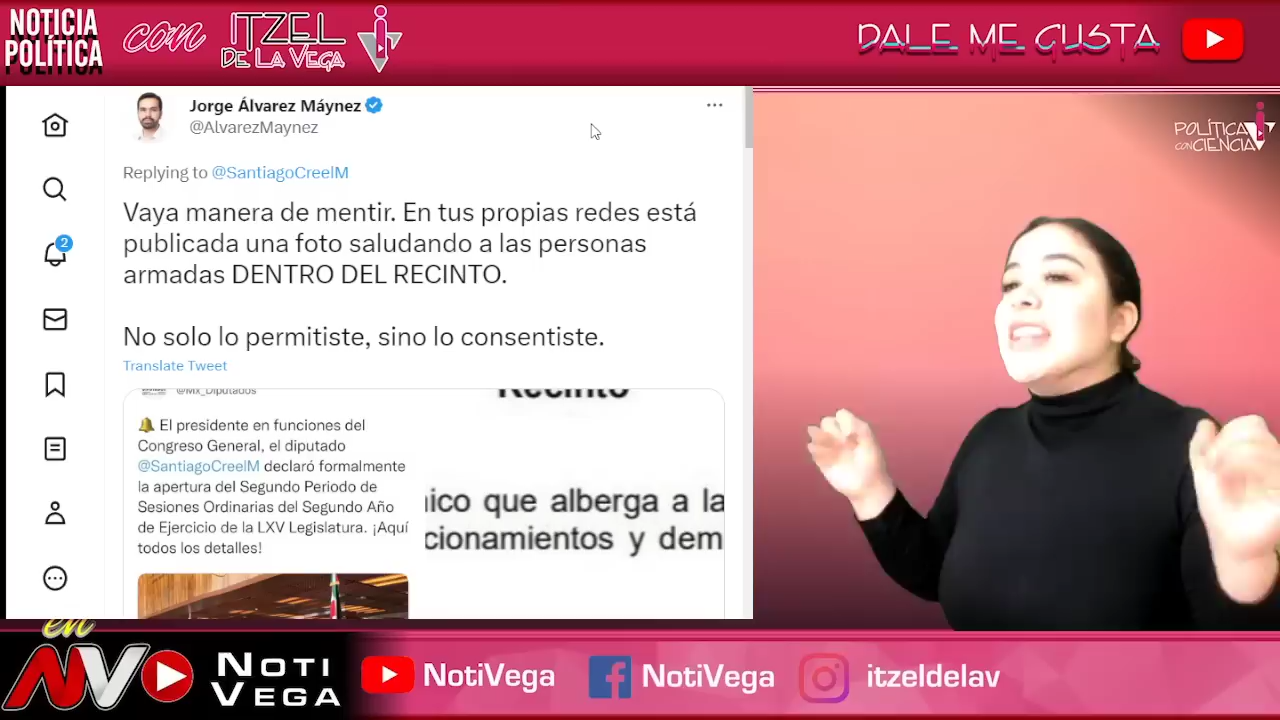 NOTICIA
POLÍTICA
con
ITZEL
DE LA VEGA
DALE ME GUSTA
Jorge Álvarez Máynez
@AlvarezMaynez
Replying to @SantiagoCreelM
Vaya manera de mentir. En tus propias redes está
publicada una foto saludando a las personas
armadas DENTRO DEL RECINTO.
No solo lo permitiste, sino lo consentiste.
Translate Tweet
2
@Mx_Diputados
El presidente en funciones del
Congreso General, el diputado
@SantiagoCreelM declaró formalmente
la apertura del Segundo Periodo de
Sesiones Ordinarias del Segundo Año
de Ejercicio de la LXV Legislatura. ¡Aquí
todos los detalles!
Recinto
nico que alberga a la
cionamientos y dem
POLÍTICA
CON CIENCIA
en
NV
NOTI
VEGA
NotiVega
NotiVega
itzeldelav